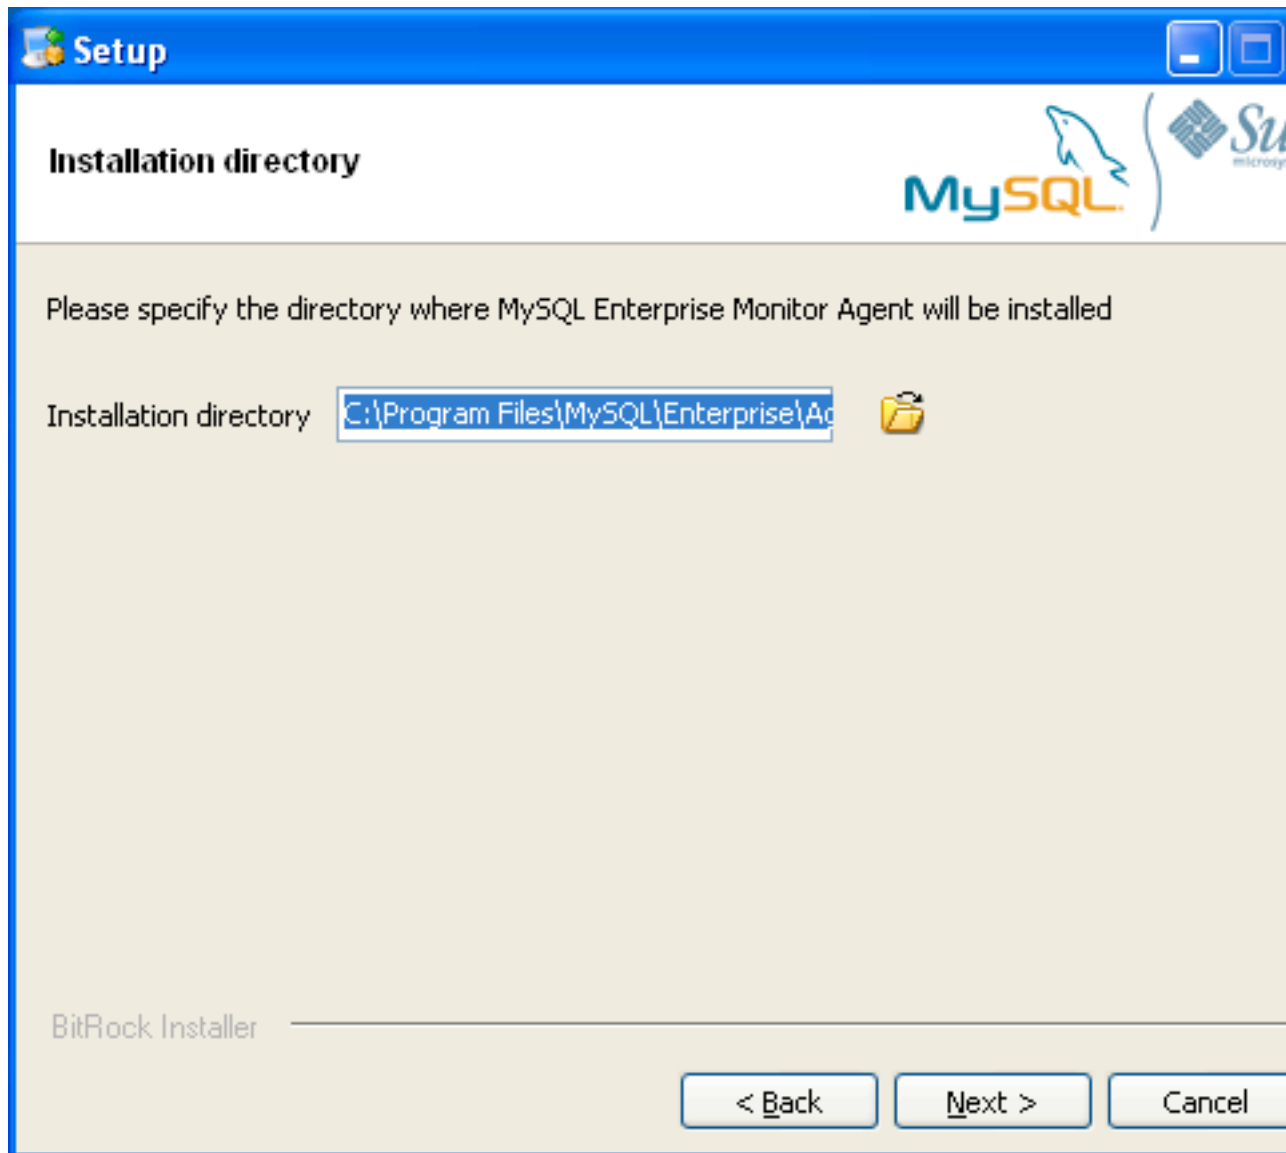 Setup
Installation directory
MySQL
Please specify the directory where MySQL Enterprise Monitor Agent will be installed
Installation directory C:\Program Files\MySQL\Enterprise\
BitRock Installer
< Back Next > Cancel